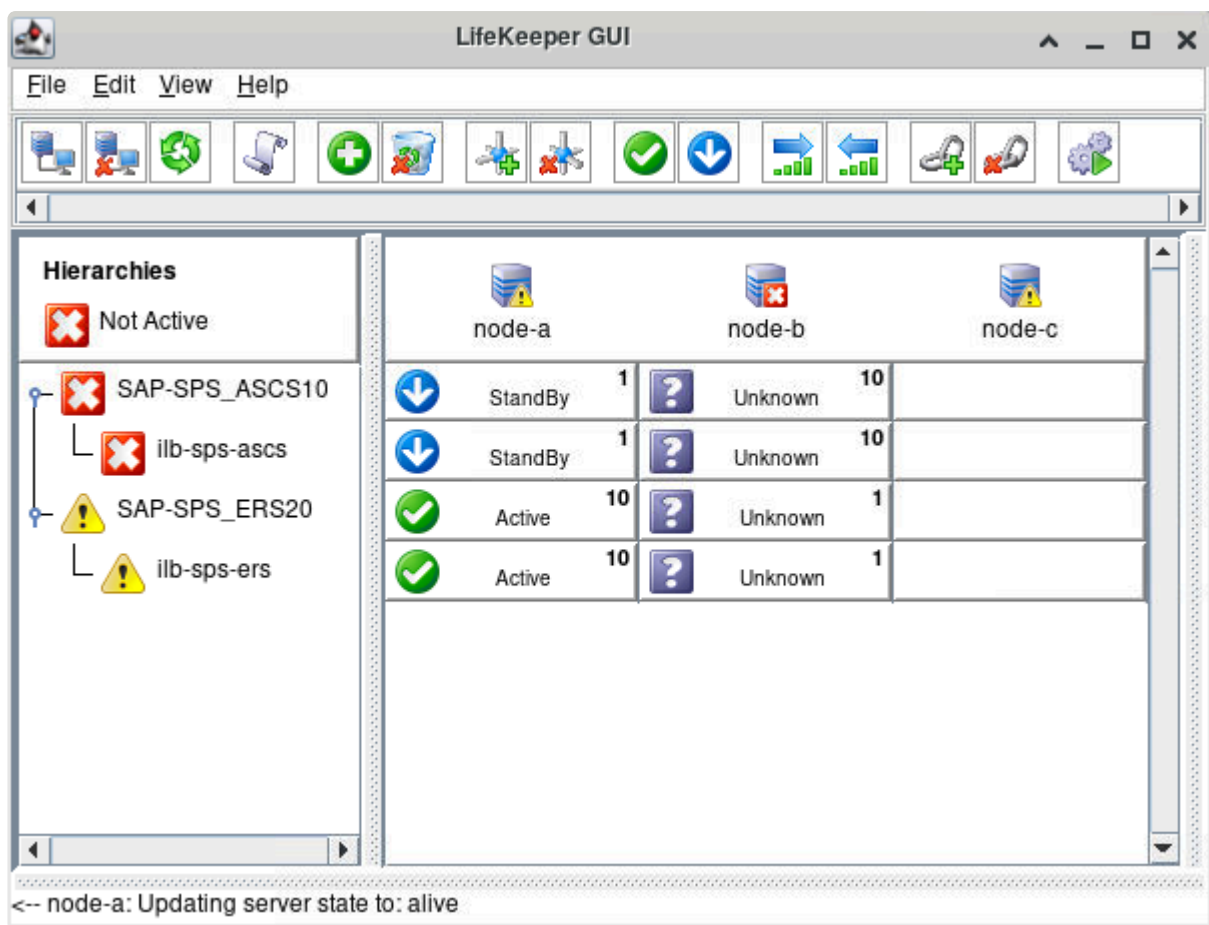 LifeKeeper GUI
File Edit View Help
Hierarchies
Not Active
node-a node-b node-c
SAP-SPS_ASCS10 StandBy 1 Unknown 10
ilb-sps-ascs StandBy 1 Unknown 10
SAP-SPS_ERS20 Active 10 Unknown 1
ilb-sps-ers Active 10 Unknown 1
<-- node-a: Updating server state to: alive